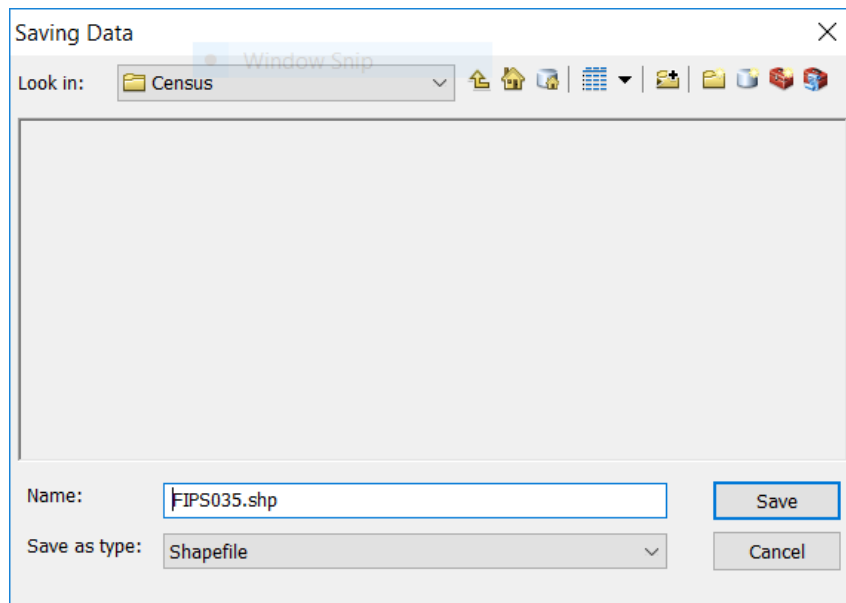 Saving Data
Window Snip
Look in:
Census
Name:
FIPS035.shp
Save
Save as type:
Shapefile
Cancel